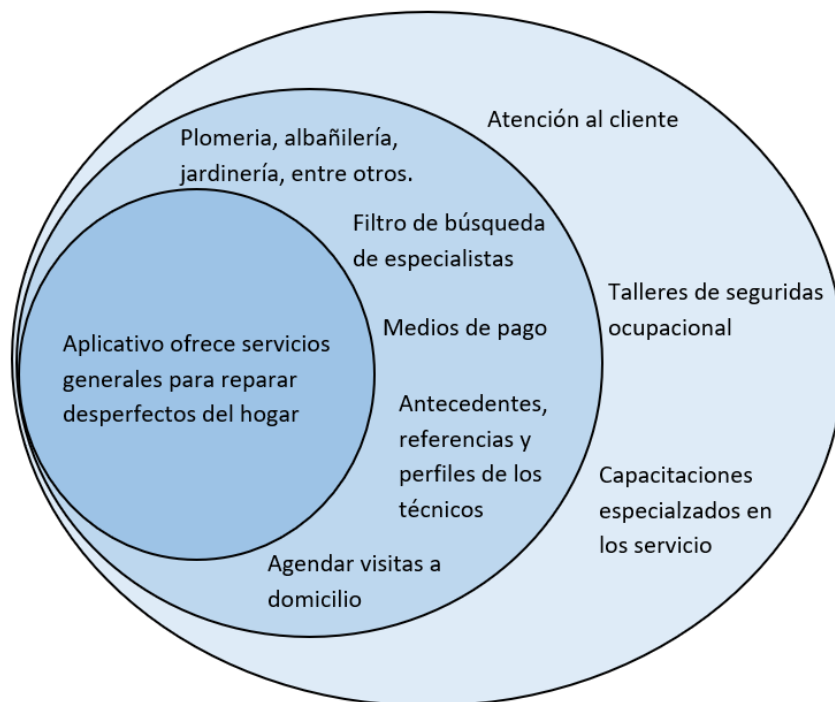 Atención al cliente
Plomeria, albañilería,
jardinería, entre otros.
Filtro de búsqueda
de especialistas
Talleres de seguridas
ocupacional
Medios de pago
Aplicativo ofrece servicios
generales para reparar
desperfectos del hogar
Antecedentes,
referencias y
perfiles de los
técnicos
Capacitaciones
especialzados en
los servicio
Agendar visitas a
domicilio